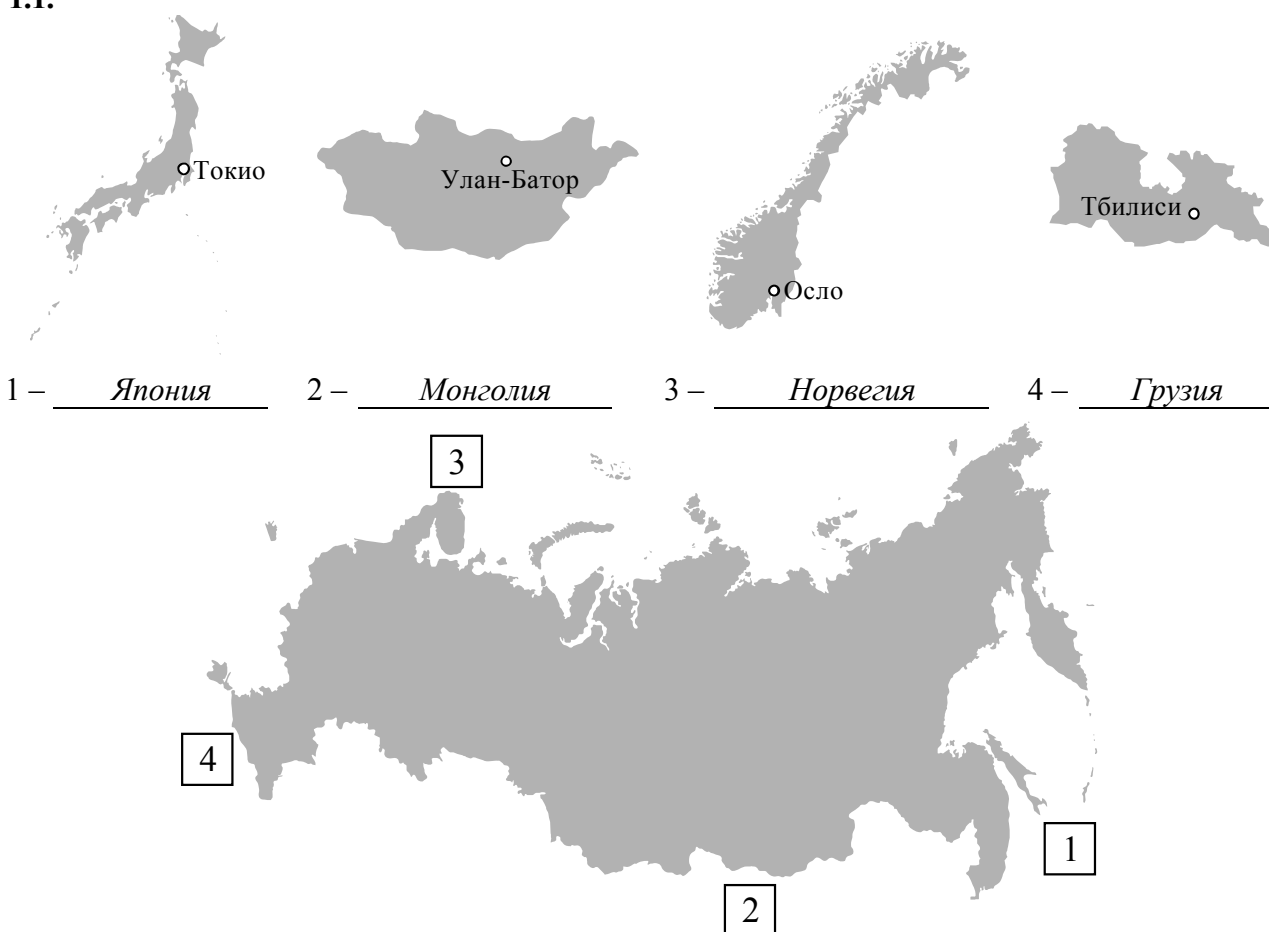 1.1.
Токио
Улан-Батор
Осло
Тбилиси
1 – Япония 2 – Монголия 3 – Норвегия 4 – Грузия
3
4
1
2